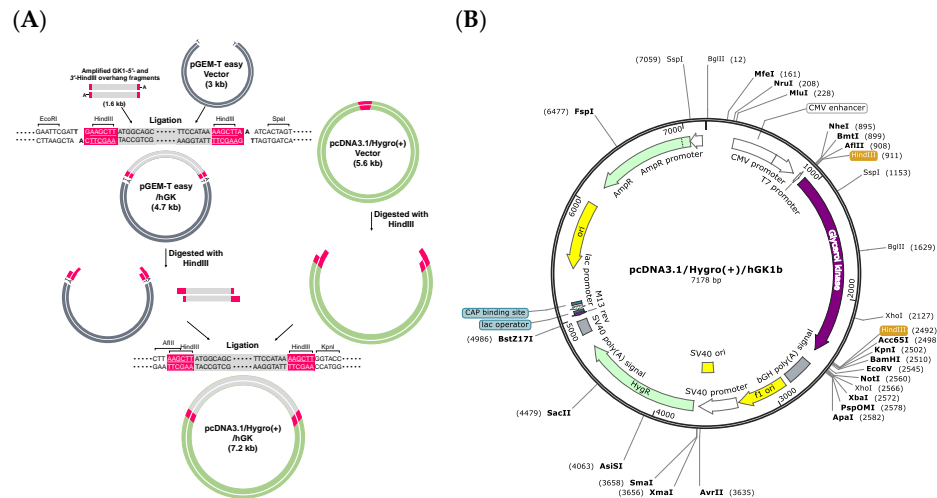 (A)
pGEM-T easy
Vector
(3 kb)
T
T
Amplified GK1-5'- and
3'-HindIII overhang fragments
A
A
(1.6 kb)
Ligation
EcoRI
HindIII
HindIII
SpeI
GAATTCGATT GAAGCTT ATGGCAGC ····· TTCCATAA AAGCTTA A ATCACTAGT
CTTAAGCTA A CTTCGAA TACCGTCG ····· AAGGTATT TTCGAAG TTAGTGATCA
pGEM-T easy
/hGK
(4.7 kb)
Digested with
HindIII
pcDNA3.1/Hygro(+)
Vector
(5.6 kb)
Digested with
HindIII
Ligation
AflII
HindIII
HindIII
KpnI
CTT AAGCTT ATGGCAGC ····· TTCCATAA AAGCTT GGTACC
GAA TTCGAA TACCGTCG ····· AAGGTATT TTCGAA CCATGG
pcDNA3.1/Hygro(+)
/hGK
(7.2 kb)
(B)
(7059) SspI
BglII (12)
MfeI (161)
NruI (208)
MluI (228)
CMV enhancer
(6477) FspI
NheI (895)
BmtI (899)
AflII (908)
HindIII (911)
SspI (1153)
BglII (1629)
XhoI (2127)
HindIII (2492)
Acc65I (2498
KpnI (2502)
BamHI (2510)
EcoRV (2545)
NotI (2560)
XhoI (2566)
XbaI (2572)
PspOMI (2578)
ApaI (2582)
AvrII (3635)
(3656) XmaI
(3658) SmaI
(4063) AsiSI
(4479) SacII
(4986) BstZ17I
lac operator
CAP binding site
pcDNA3.1/Hygro(+)/hGK1b
7178 bp
7000
1000
2000
3000
4000
5000
6000
AmpR promoter
AmpR
ori
lac promoter
M13 rev
SV40 poly(A) signal
HygR
SV40 promoter
SV40 ori
f1 ori
bGH poly(A) signal
Glycerol kinase
T7 promoter
CMV promoter